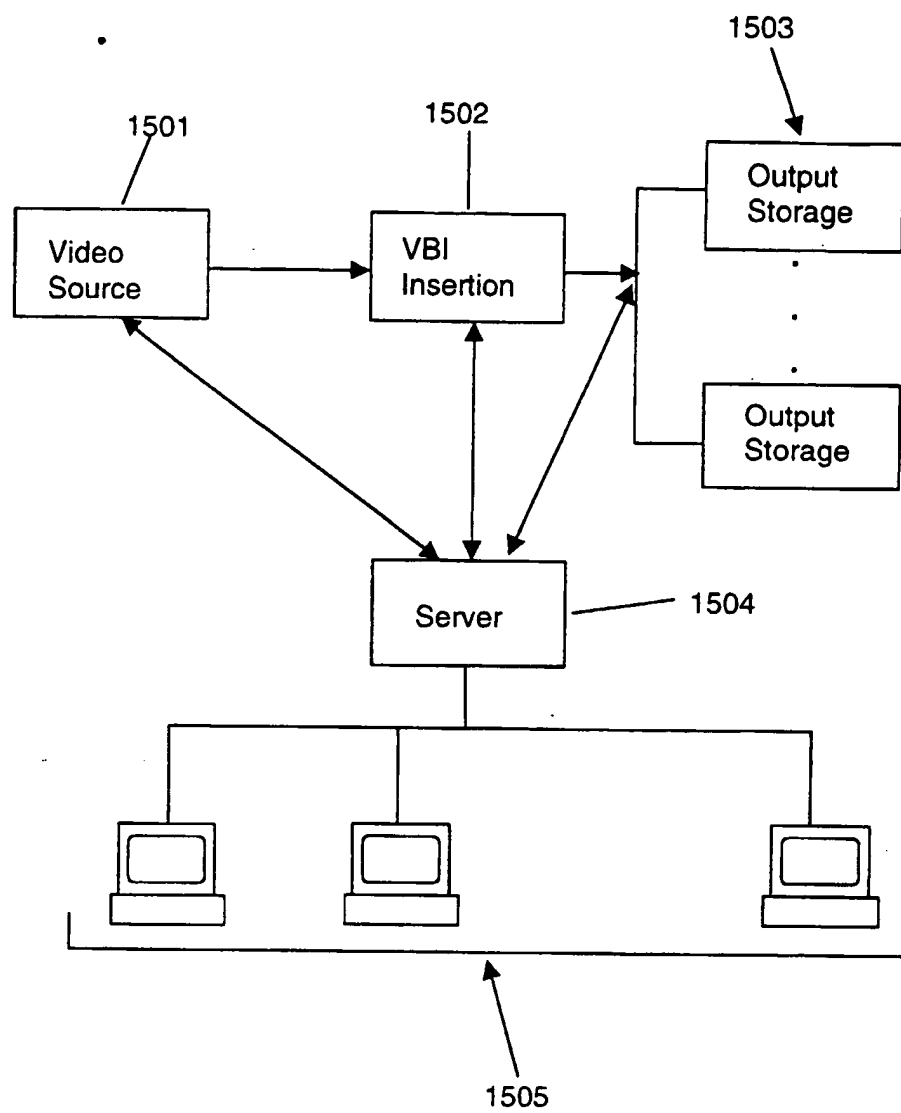 1503
1501
1502
Output
Storage
Video
Source
VBI
Insertion
Output
Storage
Server
1504
1505